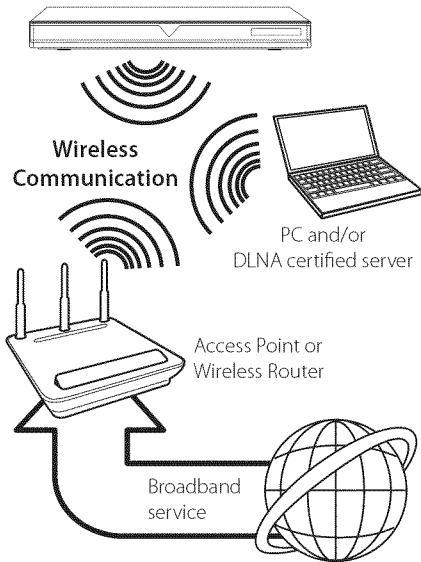 Wireless
Communication
PC and/or
DLNA certified server
Access Point or
Wireless Router
Broadband
service